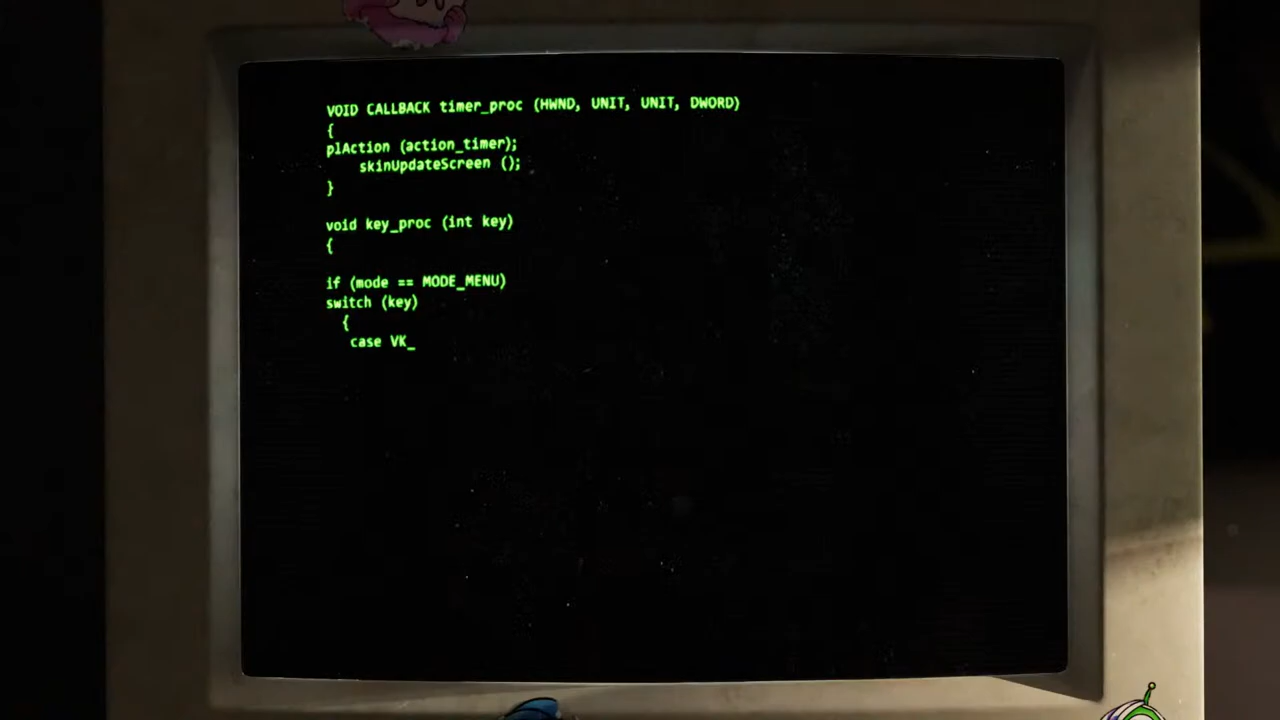 VOID CALLBACK timer_proc (HWND, UNIT, UNIT, DWORD)
{
plAction (action_timer);
skinUpdateScreen ();
}
void key_proc (int key)
{
if (mode == MODE_MENU)
switch (key)
{
case VK_